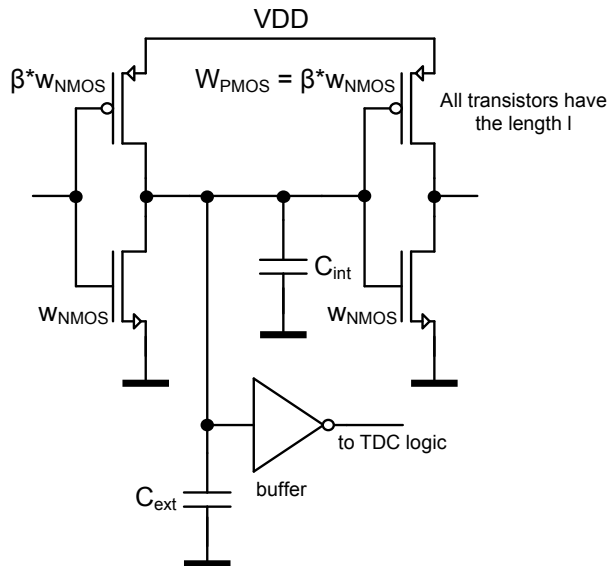 VDD
β*wNMOS
WPMOS = β*wNMOS
All transistors have
the length l
Cint
wNMOS
wNMOS
to TDC logic
buffer
Cext